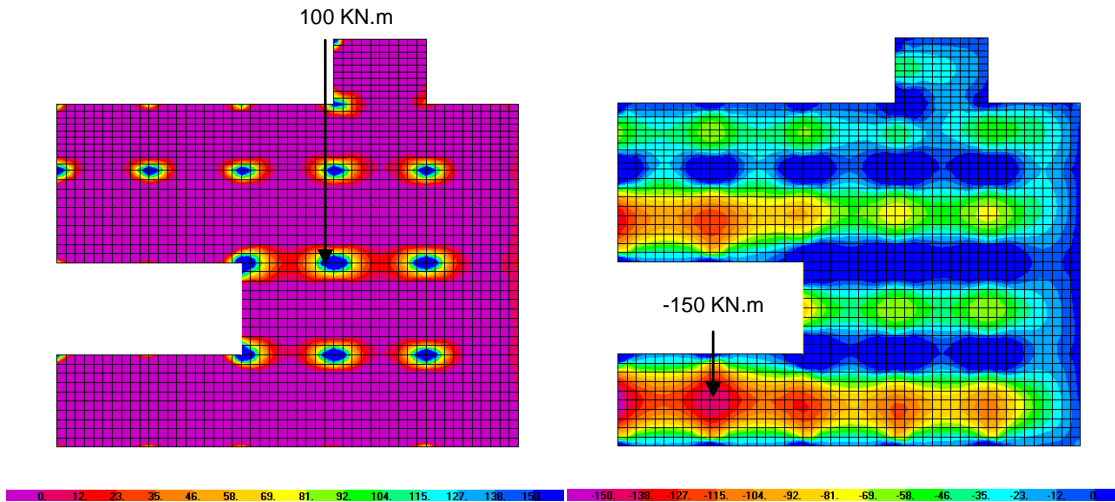 100 KN.m
-150 KN.m
0. 12. 23. 35. 46. 58. 69. 81. 92. 104. 115. 127. 138. 150.
-150. -138. -127. -115. -104. -92. -81. -69. -58. -46. -35. -23. -12. 0.